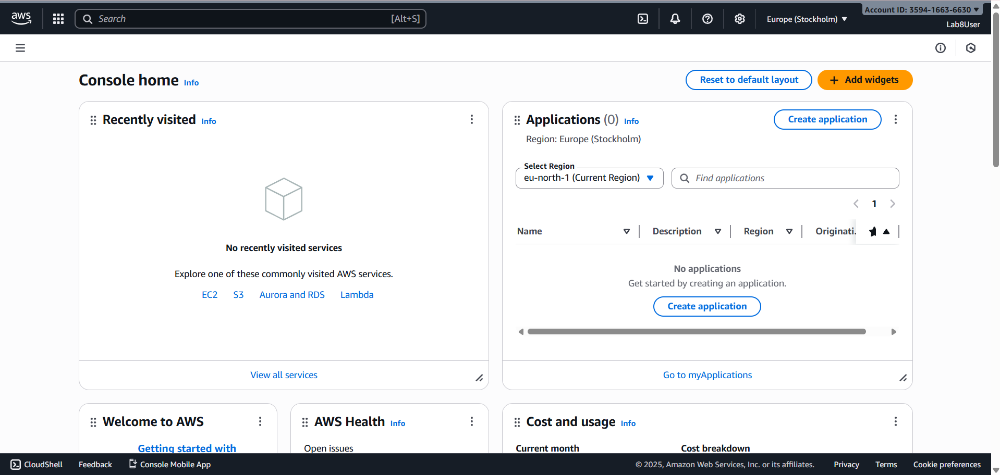 aws
Search [Alt+S]
Europe (Stockholm)
Account ID: 3594-1663-6630
Lab8User
Console home Info
Reset to default layout
Add widgets
Recently visited Info
No recently visited services
Explore one of these commonly visited AWS services.
EC2 S3 Aurora and RDS Lambda
View all services
Applications (0) Info
Create application
Region: Europe (Stockholm)
Select Region
eu-north-1 (Current Region)
Find applications
1
Name Description Region Originati.
No applications
Get started by creating an application.
Create application
Go to myApplications
Welcome to AWS
Getting started with
AWS Health Info
Open issues
Cost and usage Info
Current month Cost breakdown
CloudShell Feedback Console Mobile App © 2025, Amazon Web Services, Inc. or its affiliates. Privacy Terms Cookie preferences